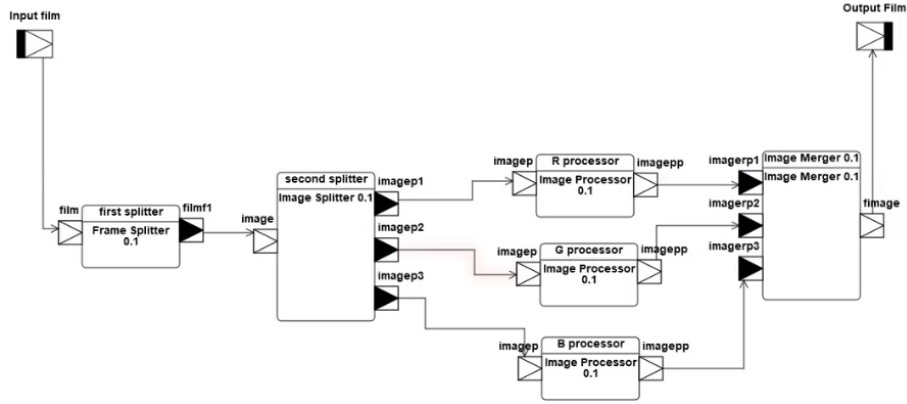 Input film
Output Film
film
first splitter
filmf1
Frame Splitter
0.1
image
second splitter
Image Splitter 0.1
imagep1
imagep2
imagep3
imagep
R processor
imagepp
Image Processor
0.1
imagep
G processor
imagepp
Image Processor
0.1
imagep
B processor
imagepp
Image Processor
0.1
imagerp1
imagerp2
imagerp3
Image Merger 0.1
Image Merger 0.1
fimage